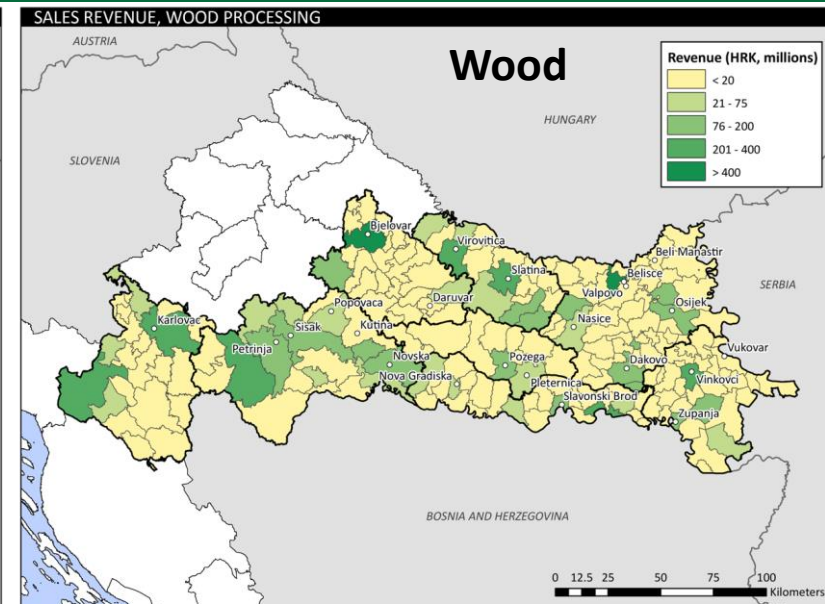 SALES REVENUE, WOOD PROCESSING
AUSTRIA
Wood
Revenue (HRK, millions)
< 20
21 - 75
76 - 200
201 - 400
> 400
HUNGARY
SLOVENIA
Bjelovar
Virovitica
Slatina
Beli Manastir
Belisce
Valpovo
SERBIA
Osijek
Daruvar
Popovaca
Karlovac
Sisak
Kutina
Nasice
Petrinja
Vukovar
Novska
Pozega
Dakovo
Nova Gradiska
Pleternica
Vinkovci
Slavonski Brod
Zupanja
BOSNIA AND HERZEGOVINA
0 12.5 25 50 75 100
Kilometers